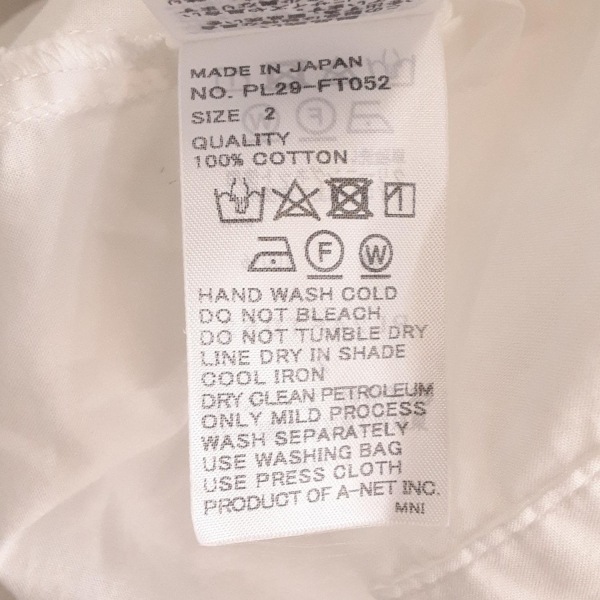 MADE IN JAPAN
NO. PL29-FT052
SIZE 2
QUALITY
100% COTTON
F W
HAND WASH COLD
DO NOT BLEACH
DO NOT TUMBLE DRY
LINE DRY IN SHADE
COOL IRON
DRY CLEAN PETROLEUM
ONLY MILD PROCESS
WASH SEPARATELY
USE WASHING BAG
USE PRESS CLOTH
PRODUCT OF A-NET INC.
MNI